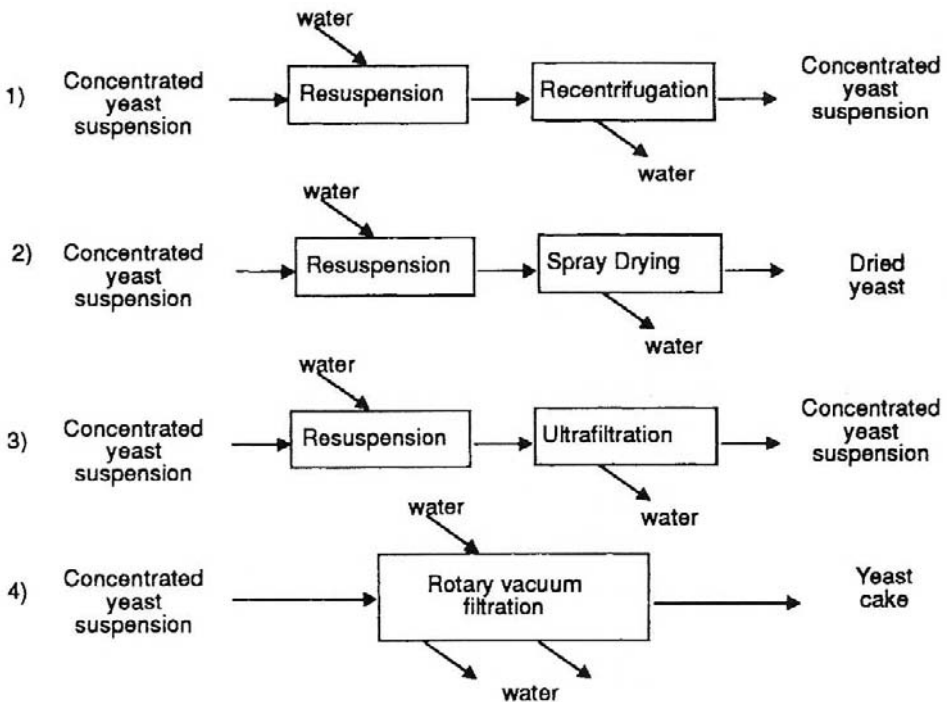 water
1) Concentrated yeast suspension
Resuspension
Recentrifugation
Concentrated yeast suspension
water
water
2) Concentrated yeast suspension
Resuspension
Spray Drying
Dried yeast
water
water
3) Concentrated yeast suspension
Resuspension
Ultrafiltration
Concentrated yeast suspension
water
water
4) Concentrated yeast suspension
Rotary vacuum filtration
Yeast cake
water